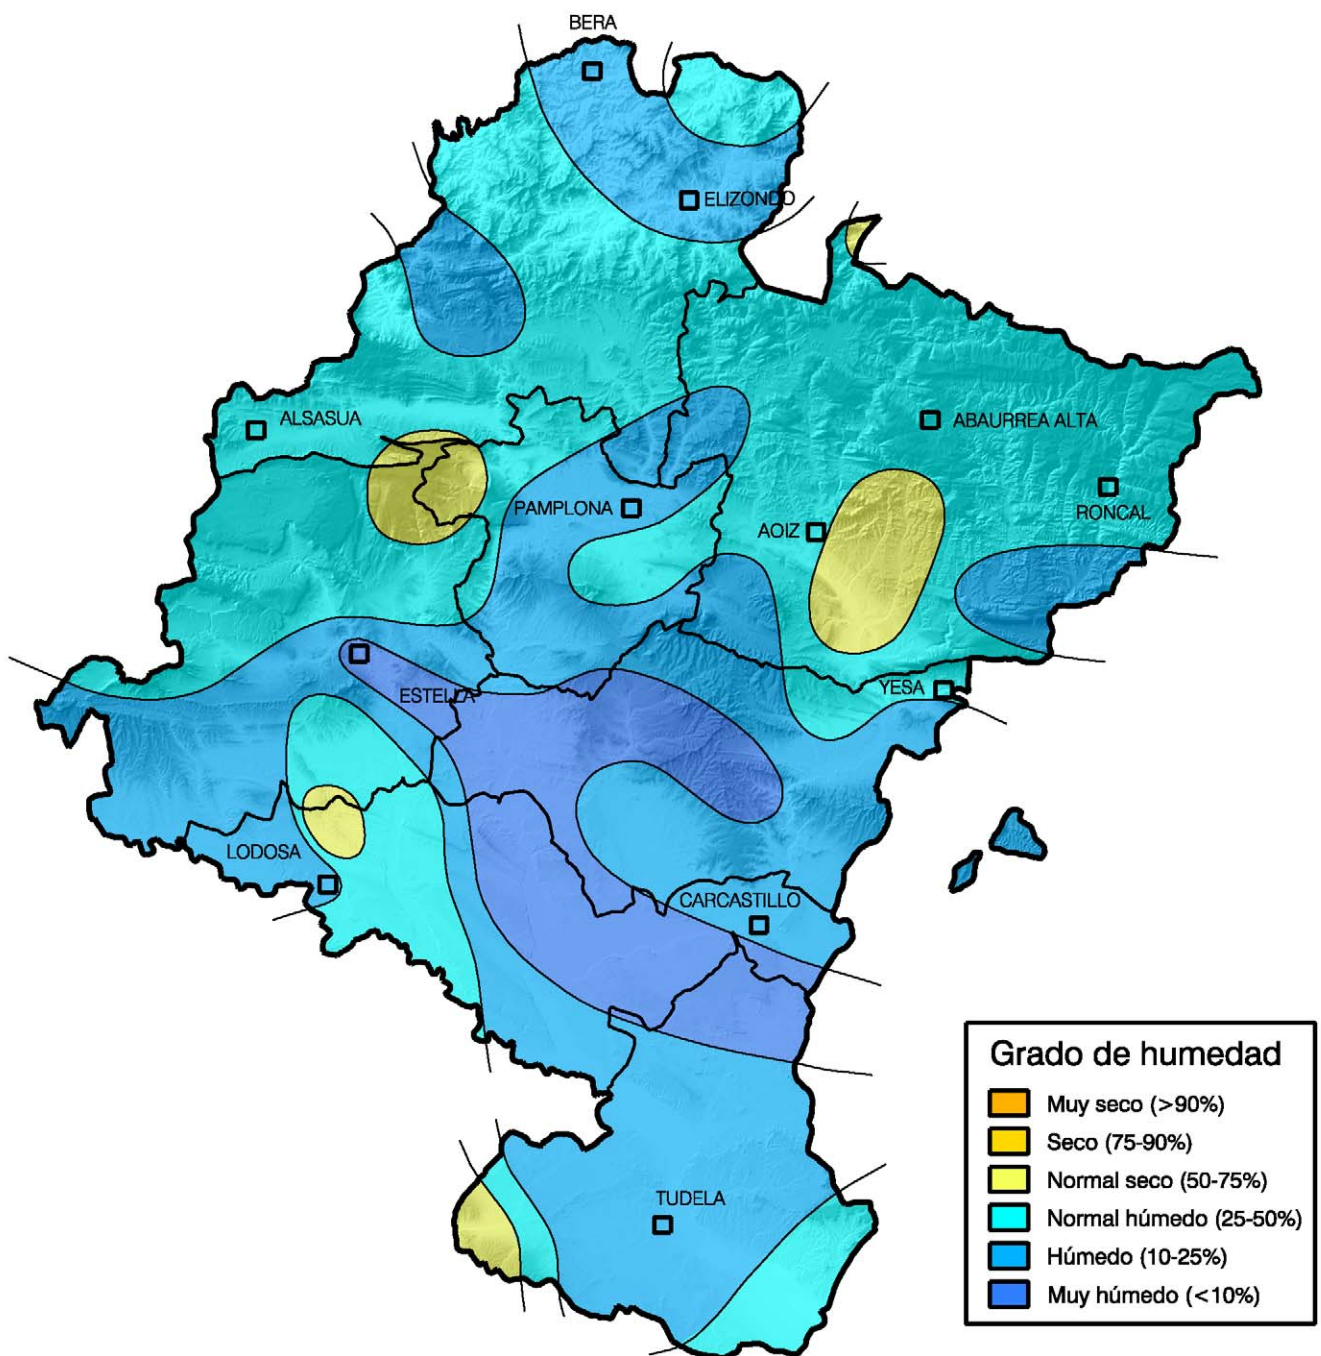 BERA
ELIZONDO
ALSASUA
ABAURREA ALTA
PAMPLONA
AOIZ
RONCAL
ESTELLA
YESA
LODOSA
CARCASTILLO
TUDELA
Grado de humedad
Muy seco (>90%)
Seco (75-90%)
Normal seco (50-75%)
Normal húmedo (25-50%)
Húmedo (10-25%)
Muy húmedo (<10%)